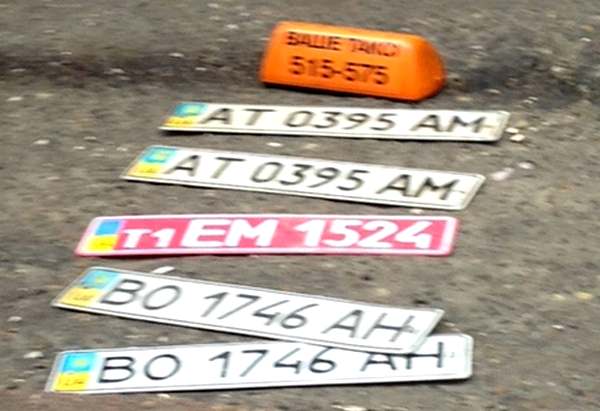 ВАШЕ ТАКСІ
515-575
АТ 0395 АМ
АТ 0395 АМ
Т1 ЕМ 1524
ВО 1746 АН
ВО 1746 АН